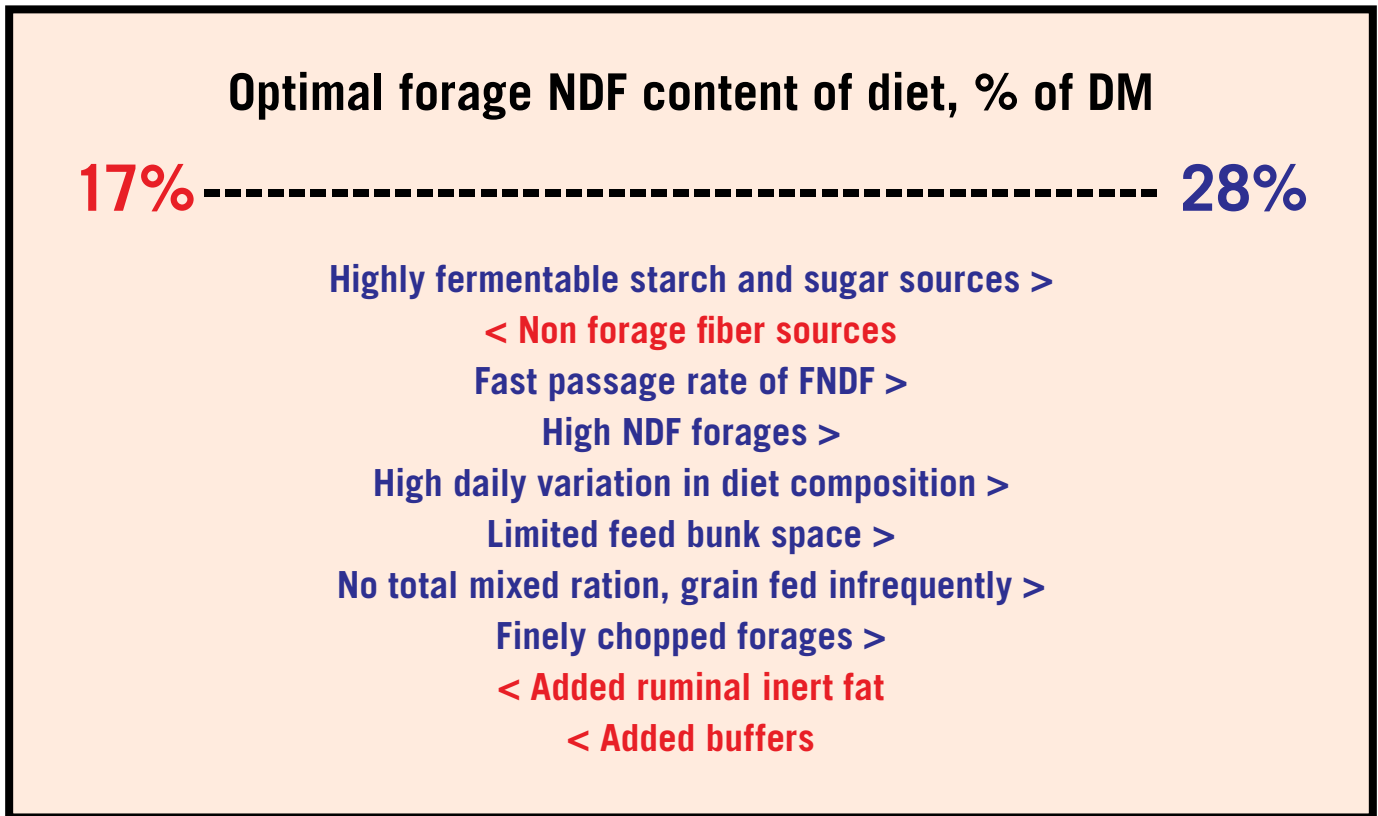 Optimal forage NDF content of diet, % of DM
17% ------------------------------------------- 28%
Highly fermentable starch and sugar sources >
< Non forage fiber sources
Fast passage rate of FNDF >
High NDF forages >
High daily variation in diet composition >
Limited feed bunk space >
No total mixed ration, grain fed infrequently >
Finely chopped forages >
< Added ruminal inert fat
< Added buffers